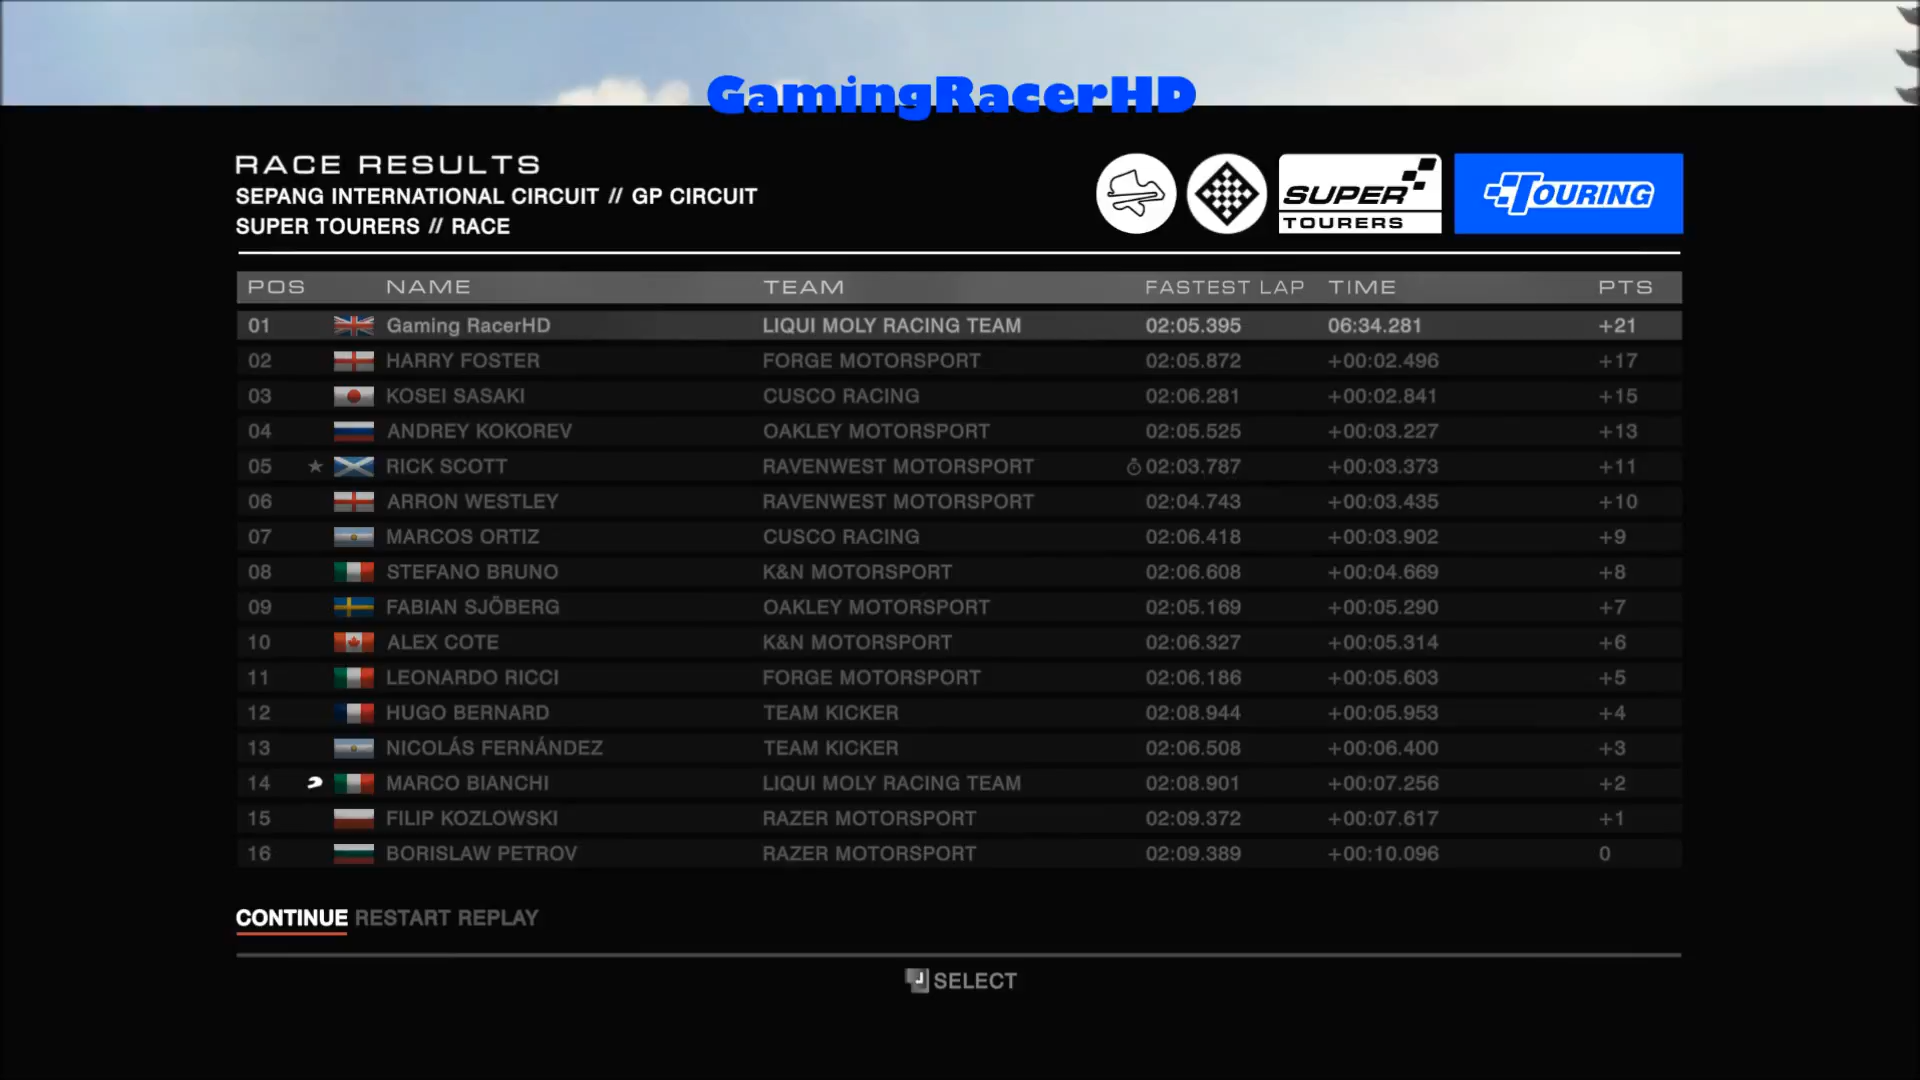 GamingRacerHD
RACE RESULTS
SEPANG INTERNATIONAL CIRCUIT // GP CIRCUIT
SUPER TOURERS // RACE
SUPER
TOURERS
TOURING
POS NAME TEAM FASTEST LAP TIME PTS
01 Gaming RacerHD LIQUI MOLY RACING TEAM 02:05.395 06:34.281 +21
02 HARRY FOSTER FORGE MOTORSPORT 02:05.872 +00:02.496 +17
03 KOSEI SASAKI CUSCO RACING 02:06.281 +00:02.841 +15
04 ANDREY KOKOREV OAKLEY MOTORSPORT 02:05.525 +00:03.227 +13
05 RICK SCOTT RAVENWEST MOTORSPORT 02:03.787 +00:03.373 +11
06 ARRON WESTLEY RAVENWEST MOTORSPORT 02:04.743 +00:03.435 +10
07 MARCOS ORTIZ CUSCO RACING 02:06.418 +00:03.902 +9
08 STEFANO BRUNO K&N MOTORSPORT 02:06.608 +00:04.669 +8
09 FABIAN SJÖBERG OAKLEY MOTORSPORT 02:05.169 +00:05.290 +7
10 ALEX COTE K&N MOTORSPORT 02:06.327 +00:05.314 +6
11 LEONARDO RICCI FORGE MOTORSPORT 02:06.186 +00:05.603 +5
12 HUGO BERNARD TEAM KICKER 02:08.944 +00:05.953 +4
13 NICOLÁS FERNÁNDEZ TEAM KICKER 02:06.508 +00:06.400 +3
14 MARCO BIANCHI LIQUI MOLY RACING TEAM 02:08.901 +00:07.256 +2
15 FILIP KOZLOWSKI RAZER MOTORSPORT 02:09.372 +00:07.617 +1
16 BORISLAW PETROV RAZER MOTORSPORT 02:09.389 +00:10.096 0
CONTINUE RESTART REPLAY
SELECT